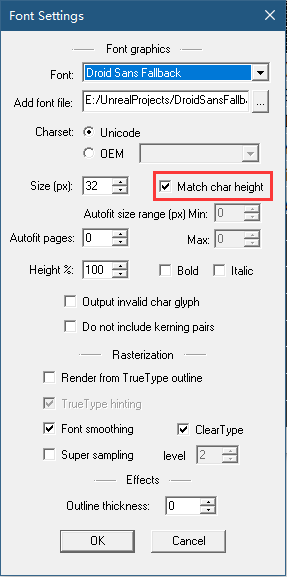 Font Settings
Font graphics
Font: Droid Sans Fallback
Add font file: E:/UnrealProjects/DroidSansFallba ...
Charset: Unicode
OEM
Size (px): 32 Match char height
Autofit size range (px) Min: 0
Autofit pages: 0 Max: 0
Height %: 100 Bold Italic
Output invalid char glyph
Do not include kerning pairs
Rasterization
Render from TrueType outline
TrueType hinting
Font smoothing ClearType
Super sampling level 2
Effects
Outline thickness: 0
OK Cancel